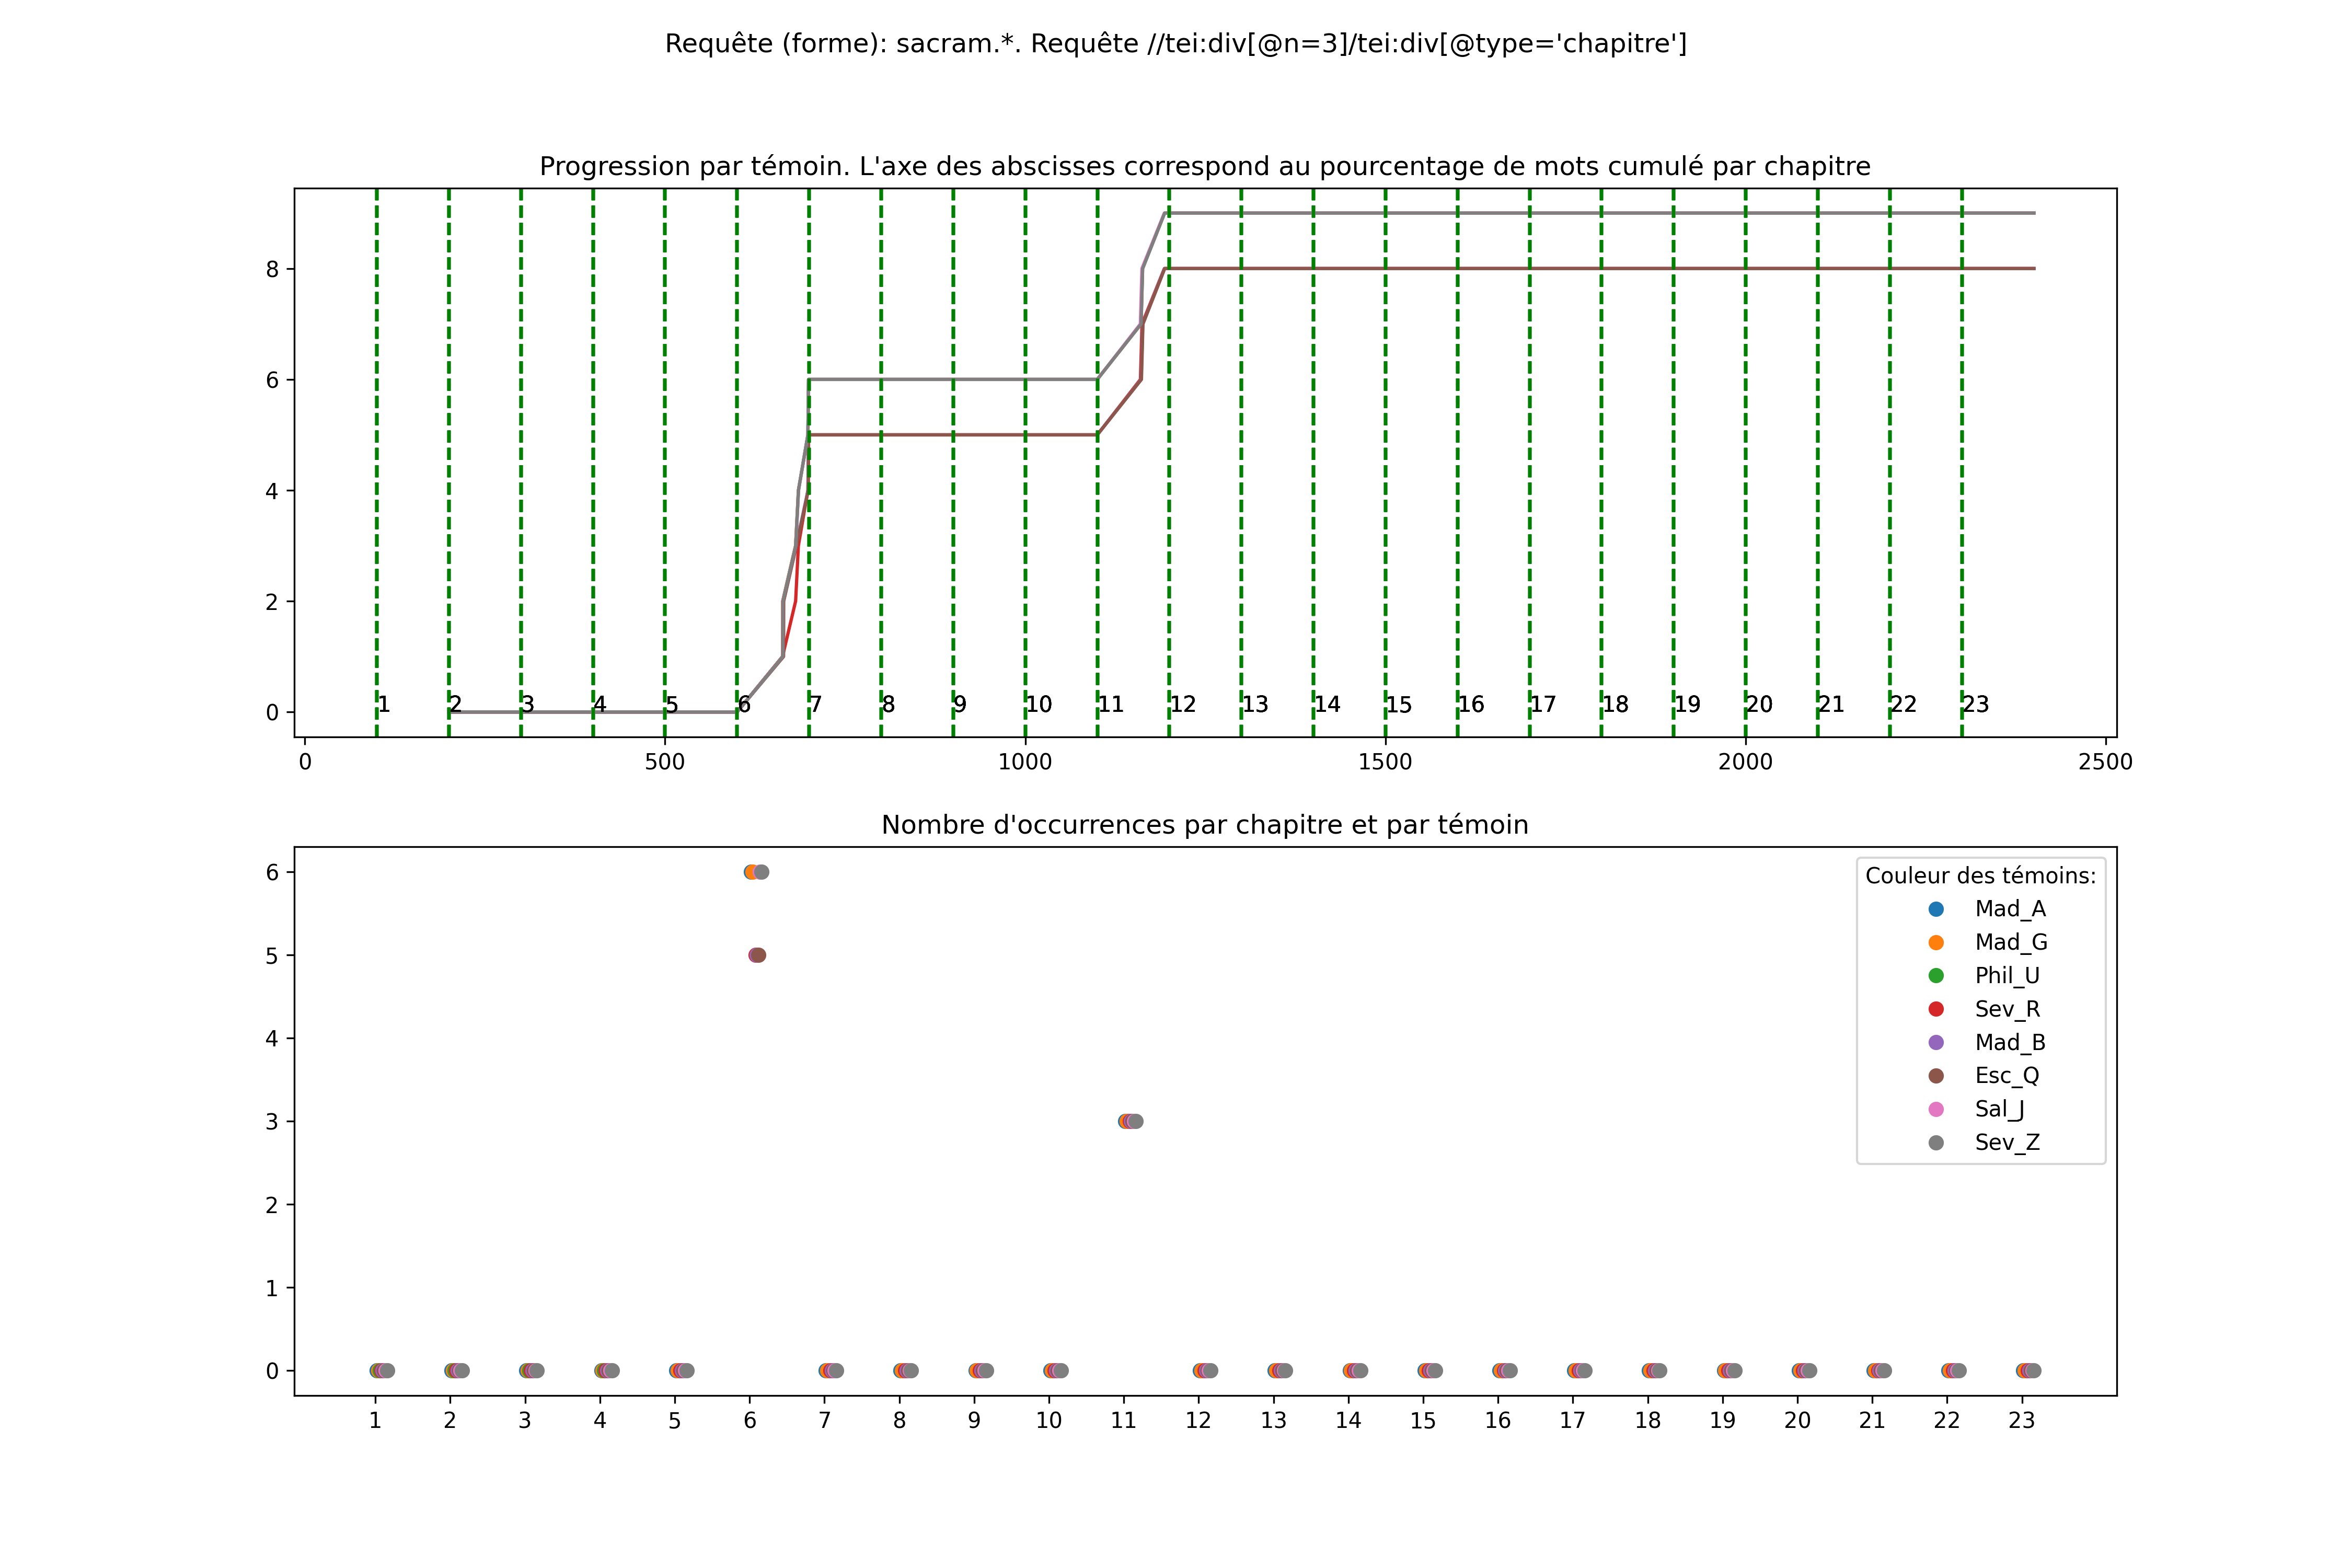 Requête (forme): sacram.*. Requête //tei:div[@n=3]/tei:div[@type='chapitre']
Progression par témoin. L'axe des abscisses correspond au pourcentage de mots cumulé par chapitre
8
6
4
2
0
1 2 3 4 5 6 7 8 9 10 11 12 13 14 15 16 17 18 19 20 21 22 23
0 500 1000 1500 2000 2500
Nombre d'occurrences par chapitre et par témoin
6
5
4
3
2
1
0
Couleur des témoins:
Mad_A
Mad_G
Phil_U
Sev_R
Mad_B
Esc_Q
Sal_J
Sev_Z
1 2 3 4 5 6 7 8 9 10 11 12 13 14 15 16 17 18 19 20 21 22 23